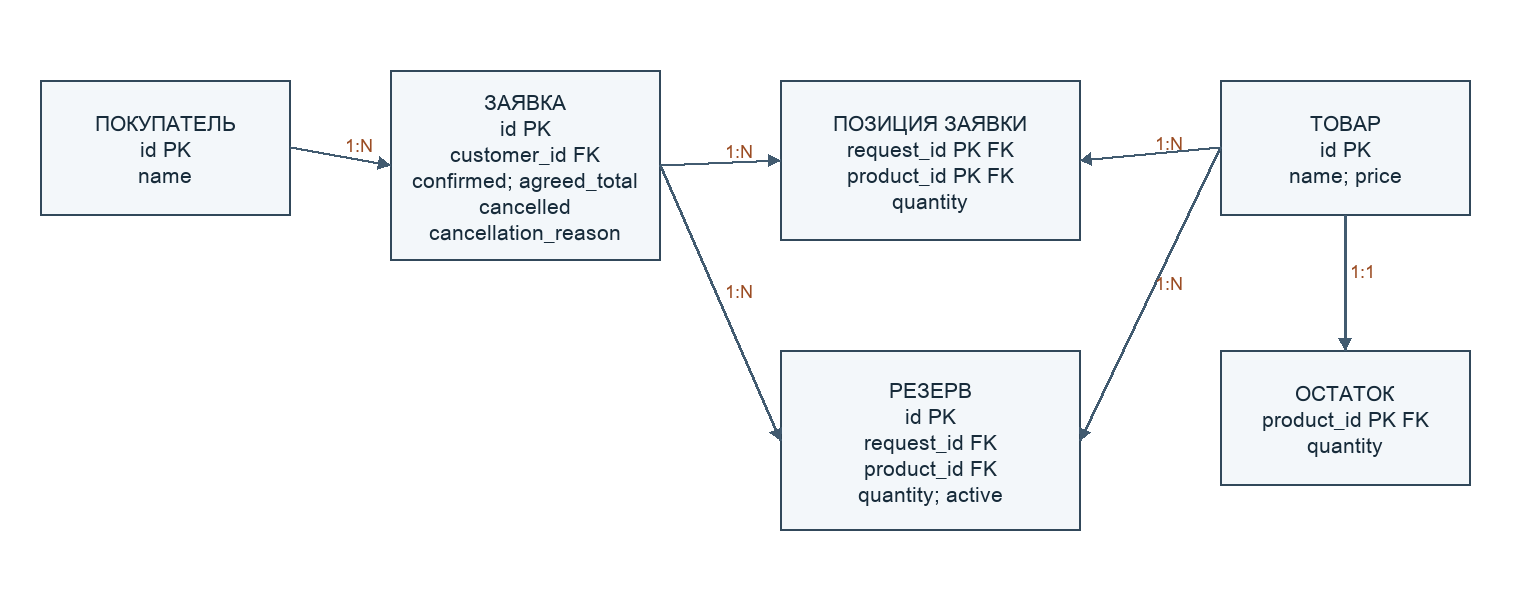 ПОКУПАТЕЛЬ
id PK
name
1:N
ЗАЯВКА
id PK
customer_id FK
confirmed; agreed_total
cancelled
cancellation_reason
1:N
1:N
ПОЗИЦИЯ ЗАЯВКИ
request_id PK FK
product_id PK FK
quantity
1:N
ТОВАР
id PK
name; price
1:N
1:1
РЕЗЕРВ
id PK
request_id FK
product_id FK
quantity; active
ОСТАТОК
product_id PK FK
quantity